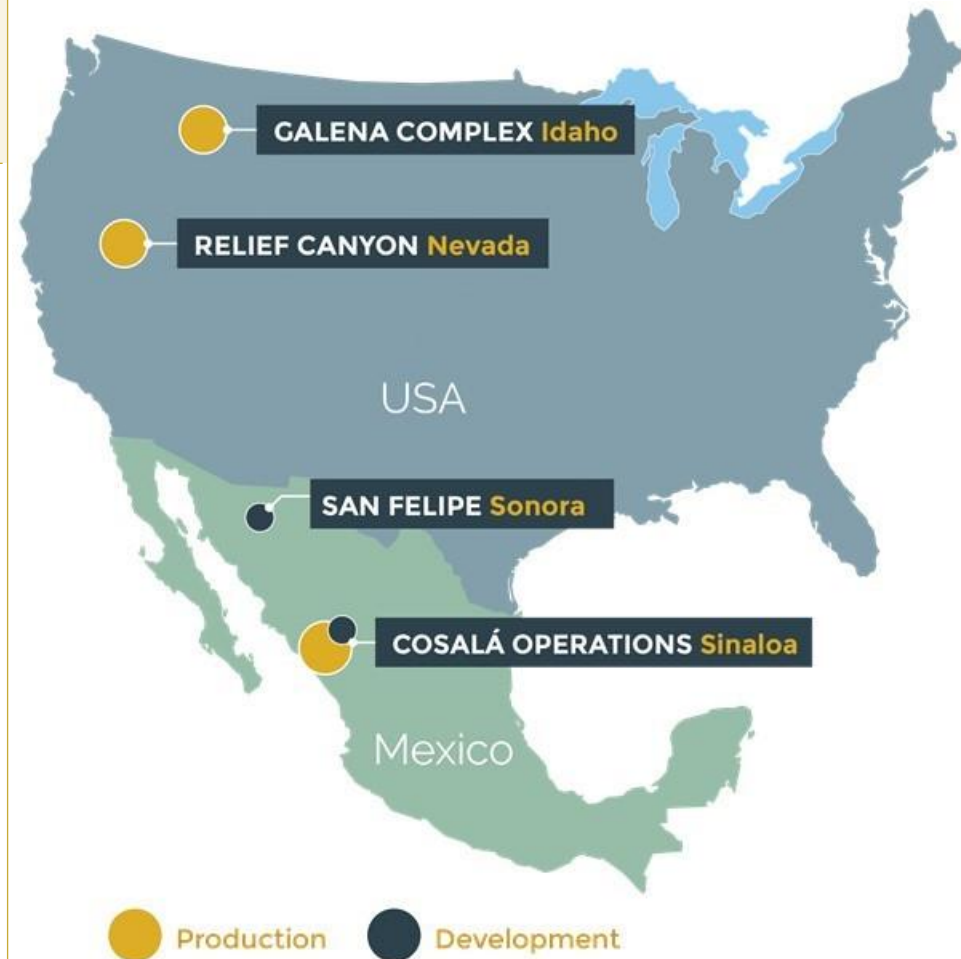 GALENA COMPLEX Idaho
RELIEF CANYON Nevada
USA
SAN FELIPE Sonora
COSALÁ OPERATIONS Sinaloa
Mexico
Production Development